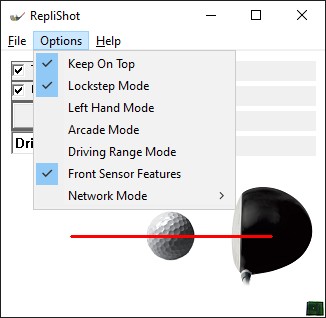 RepliShot
File Options Help
Keep On Top
Lockstep Mode
Left Hand Mode
Arcade Mode
Driving Range Mode
Front Sensor Features
Network Mode
Dri